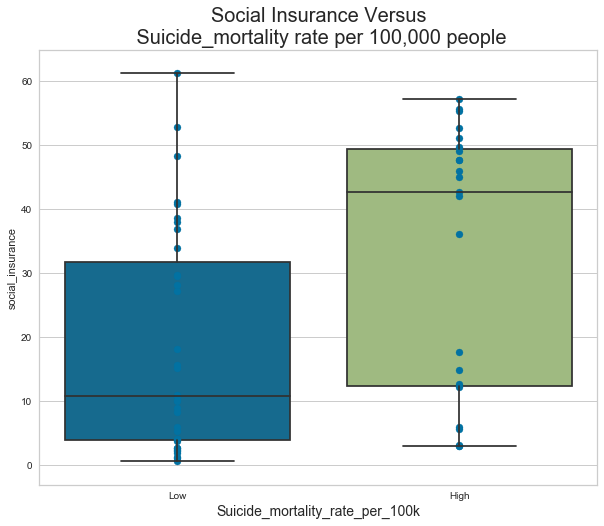 Social Insurance Versus
Suicide_mortality rate per 100,000 people
60
50
40
30
20
10
0
social_insurance
Low
High
Suicide_mortality_rate_per_100k